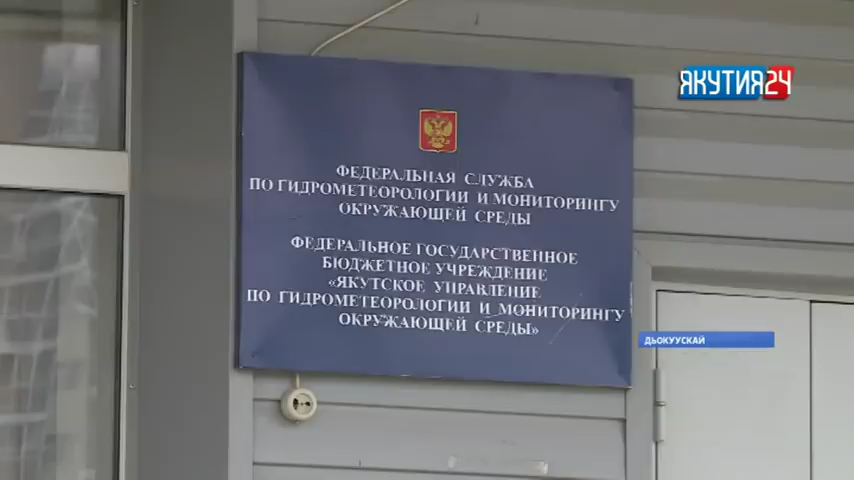 ЯКУТИЯ24
ФЕДЕРАЛЬНАЯ СЛУЖБА
ПО ГИДРОМЕТЕОРОЛОГИИ И МОНИТОРИНГУ
ОКРУЖАЮЩЕЙ СРЕДЫ
ФЕДЕРАЛЬНОЕ ГОСУДАРСТВЕННОЕ
БЮДЖЕТНОЕ УЧРЕЖДЕНИЕ
«ЯКУТСКОЕ УПРАВЛЕНИЕ
ПО ГИДРОМЕТЕОРОЛОГИИ И МОНИТОРИНГУ
ОКРУЖАЮЩЕЙ СРЕДЫ»
ДЬОКУУСКАЙ